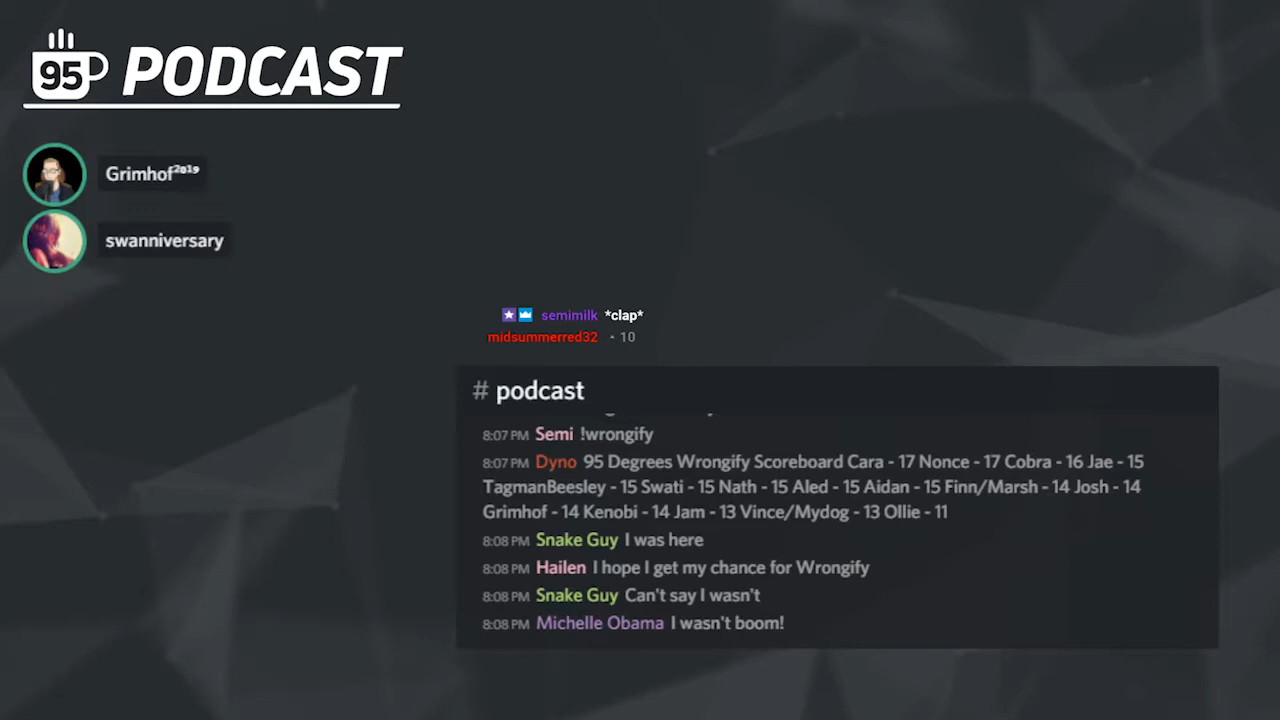 95 PODCAST
Grimhof²⁰¹⁹
swanniversary
semimilk *clap*
midsummerred32 - 10
# podcast
8:07 PM Semi !wrongify
8:07 PM Dyno 95 Degrees Wrongify Scoreboard Cara - 17 Nonce - 17 Cobra - 16 Jae - 15
TagmanBeesley - 15 Swati - 15 Nath - 15 Aled - 15 Aidan - 15 Finn/Marsh - 14 Josh - 14
Grimhof - 14 Kenobi - 14 Jam - 13 Vince/Mydog - 13 Ollie - 11
8:08 PM Snake Guy I was here
8:08 PM Hailen I hope I get my chance for Wrongify
8:08 PM Snake Guy Can't say I wasn't
8:08 PM Michelle Obama I wasn't boom!